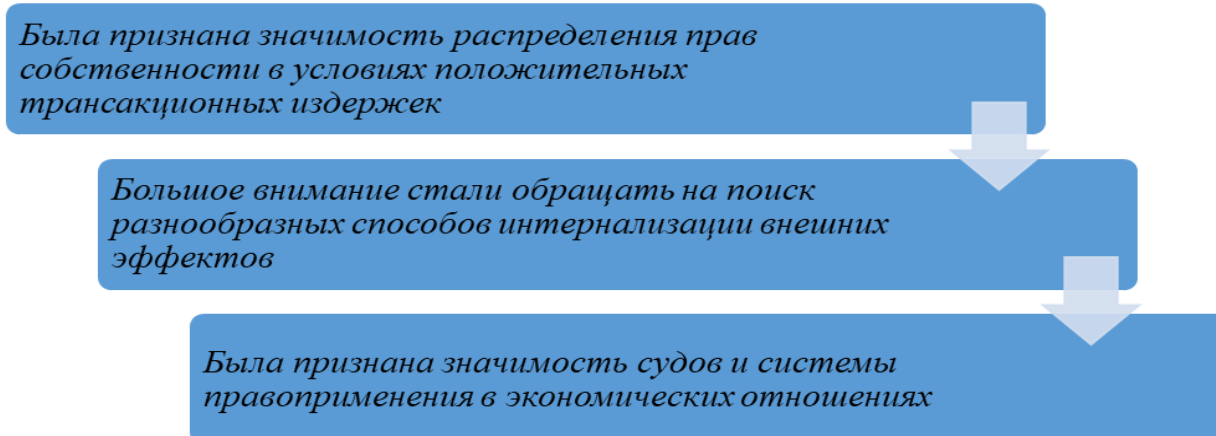 Была признана значимость распределения прав
собственности в условиях положительных
трансакционных издержек
Большое внимание стали обращать на поиск
разнообразных способов интернализации внешних
эффектов
Была признана значимость судов и системы
правоприменения в экономических отношениях